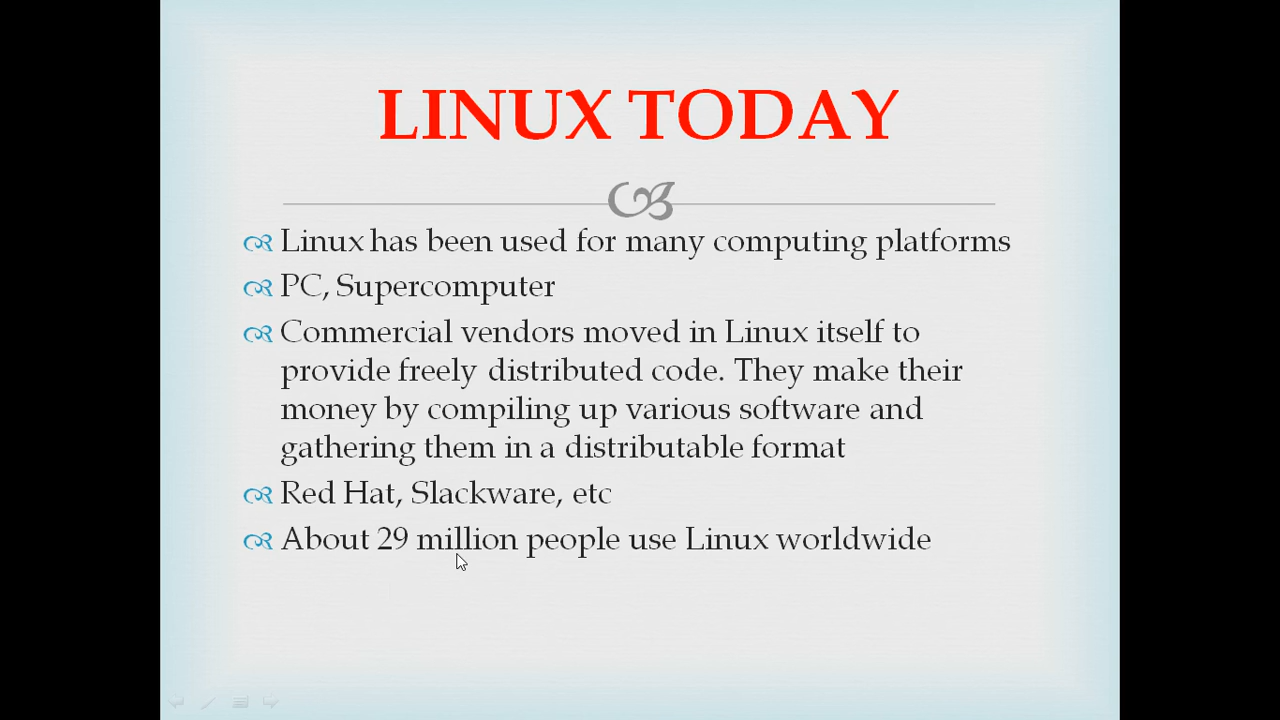 LINUX TODAY
Linux has been used for many computing platforms
PC, Supercomputer
Commercial vendors moved in Linux itself to
provide freely distributed code. They make their
money by compiling up various software and
gathering them in a distributable format
Red Hat, Slackware, etc
About 29 million people use Linux worldwide